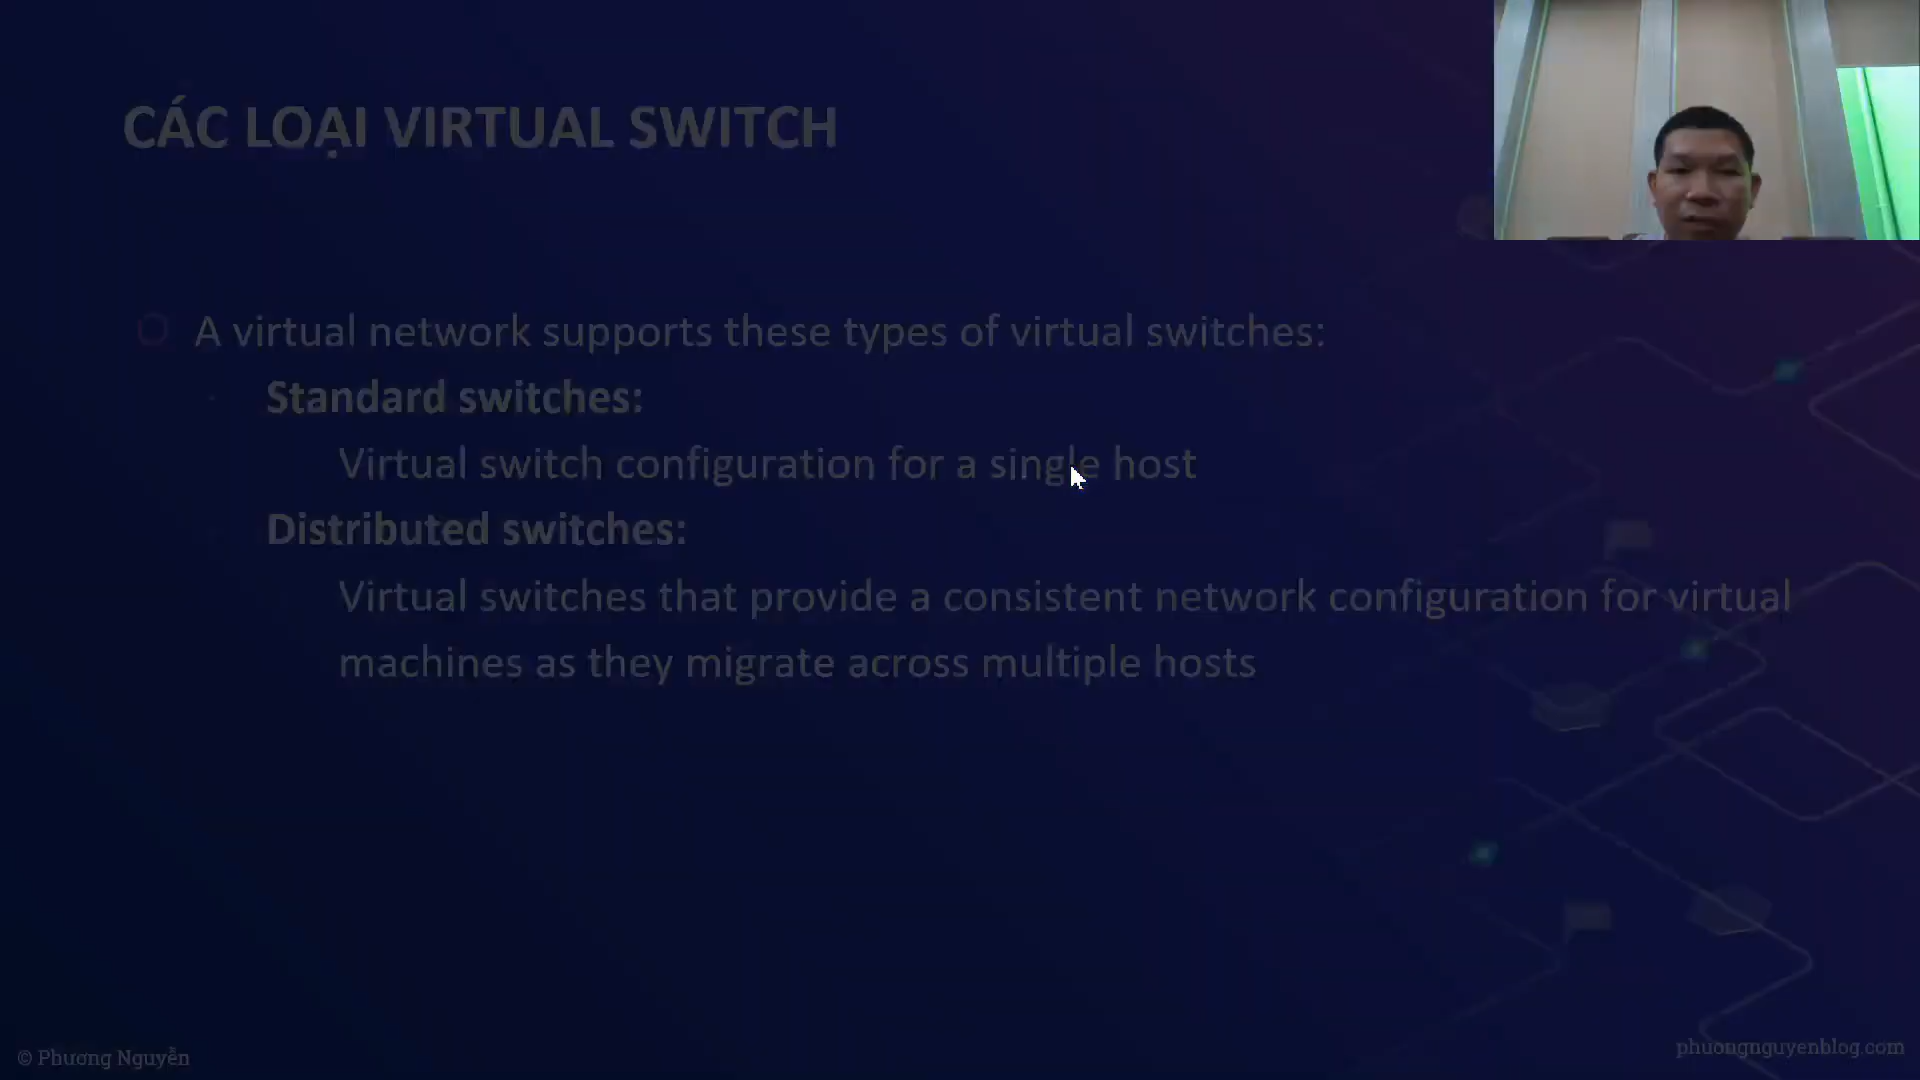 CÁC LOẠI VIRTUAL SWITCH
A virtual network supports these types of virtual switches:
Standard switches:
Virtual switch configuration for a single host
Distributed switches:
Virtual switches that provide a consistent network configuration for virtual
machines as they migrate across multiple hosts
© Phương Nguyễn
phuongnguyenblog.com